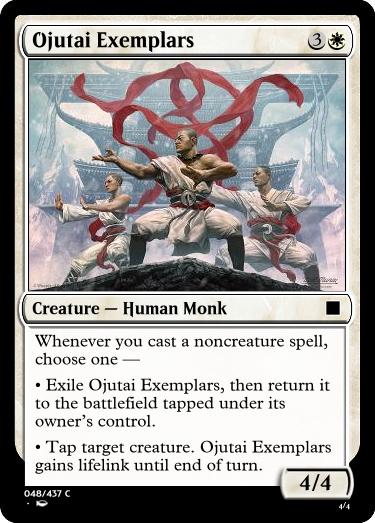 Ojutai Exemplars 3
Creature — Human Monk
Whenever you cast a noncreature spell,
choose one —
• Exile Ojutai Exemplars, then return it
to the battlefield tapped under its
owner's control.
• Tap target creature. Ojutai Exemplars
gains lifelink until end of turn.
4/4
048/437 C
4/4